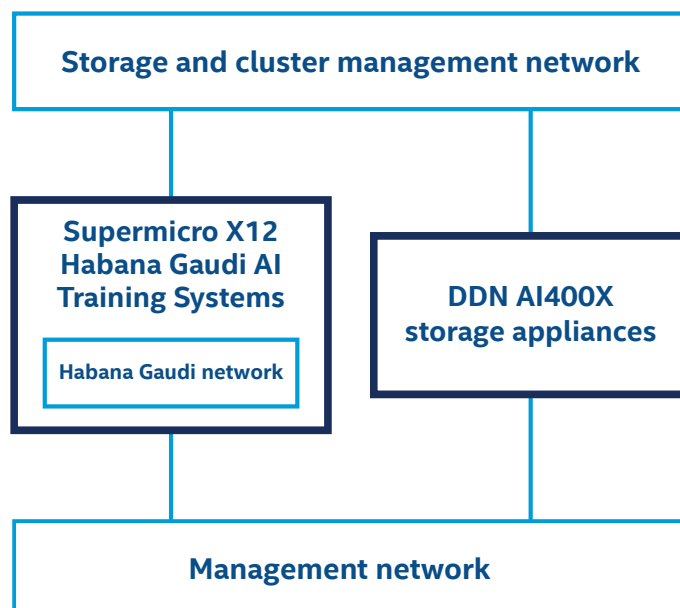 Storage and cluster management network
Supermicro X12
Habana Gaudi AI
Training Systems
Habana Gaudi network
DDN AI400X
storage appliances
Management network